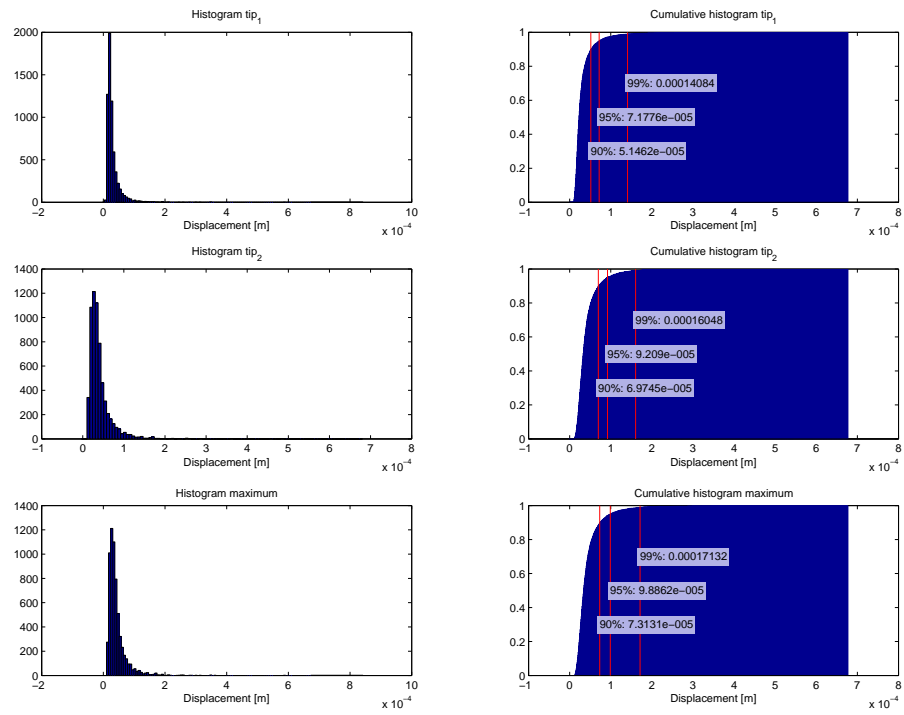 Histogram tip₁
2000
1500
1000
500
0
−2 0 2 4 6 8 10
Displacement [m]
x 10⁻⁴
Cumulative histogram tip₁
1
0.8
0.6
0.4
0.2
0
99%: 0.00014084
95%: 7.1776e−005
90%: 5.1462e−005
−1 0 1 2 3 4 5 6 7 8
Displacement [m]
x 10⁻⁴
Histogram tip₂
1400
1200
1000
800
600
400
200
0
−1 0 1 2 3 4 5 6 7 8
Displacement [m]
x 10⁻⁴
Cumulative histogram tip₂
1
0.8
0.6
0.4
0.2
0
99%: 0.00016048
95%: 9.209e−005
90%: 6.9745e−005
−1 0 1 2 3 4 5 6 7 8
Displacement [m]
x 10⁻⁴
Histogram maximum
1400
1200
1000
800
600
400
200
0
−2 0 2 4 6 8 10
Displacement [m]
x 10⁻⁴
Cumulative histogram maximum
1
0.8
0.6
0.4
0.2
0
99%: 0.00017132
95%: 9.8862e−005
90%: 7.3131e−005
−1 0 1 2 3 4 5 6 7 8
Displacement [m]
x 10⁻⁴